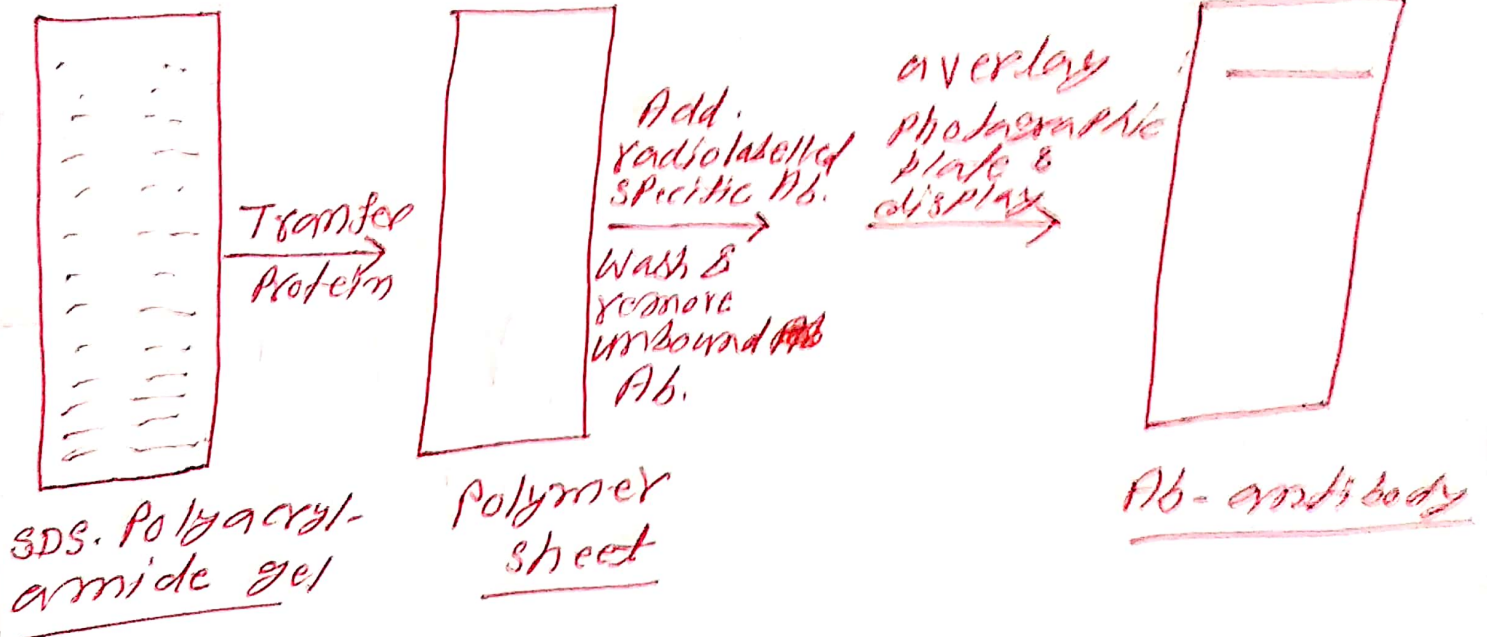 Transfer
Protein
Add.
radiolabelled
specific Ab.
Wash &
remove
unbound Ab
Ab.
overlay
photographic
plate &
display
SDS. Polyacryl-
amide gel
Polymer
sheet
Ab-antibody